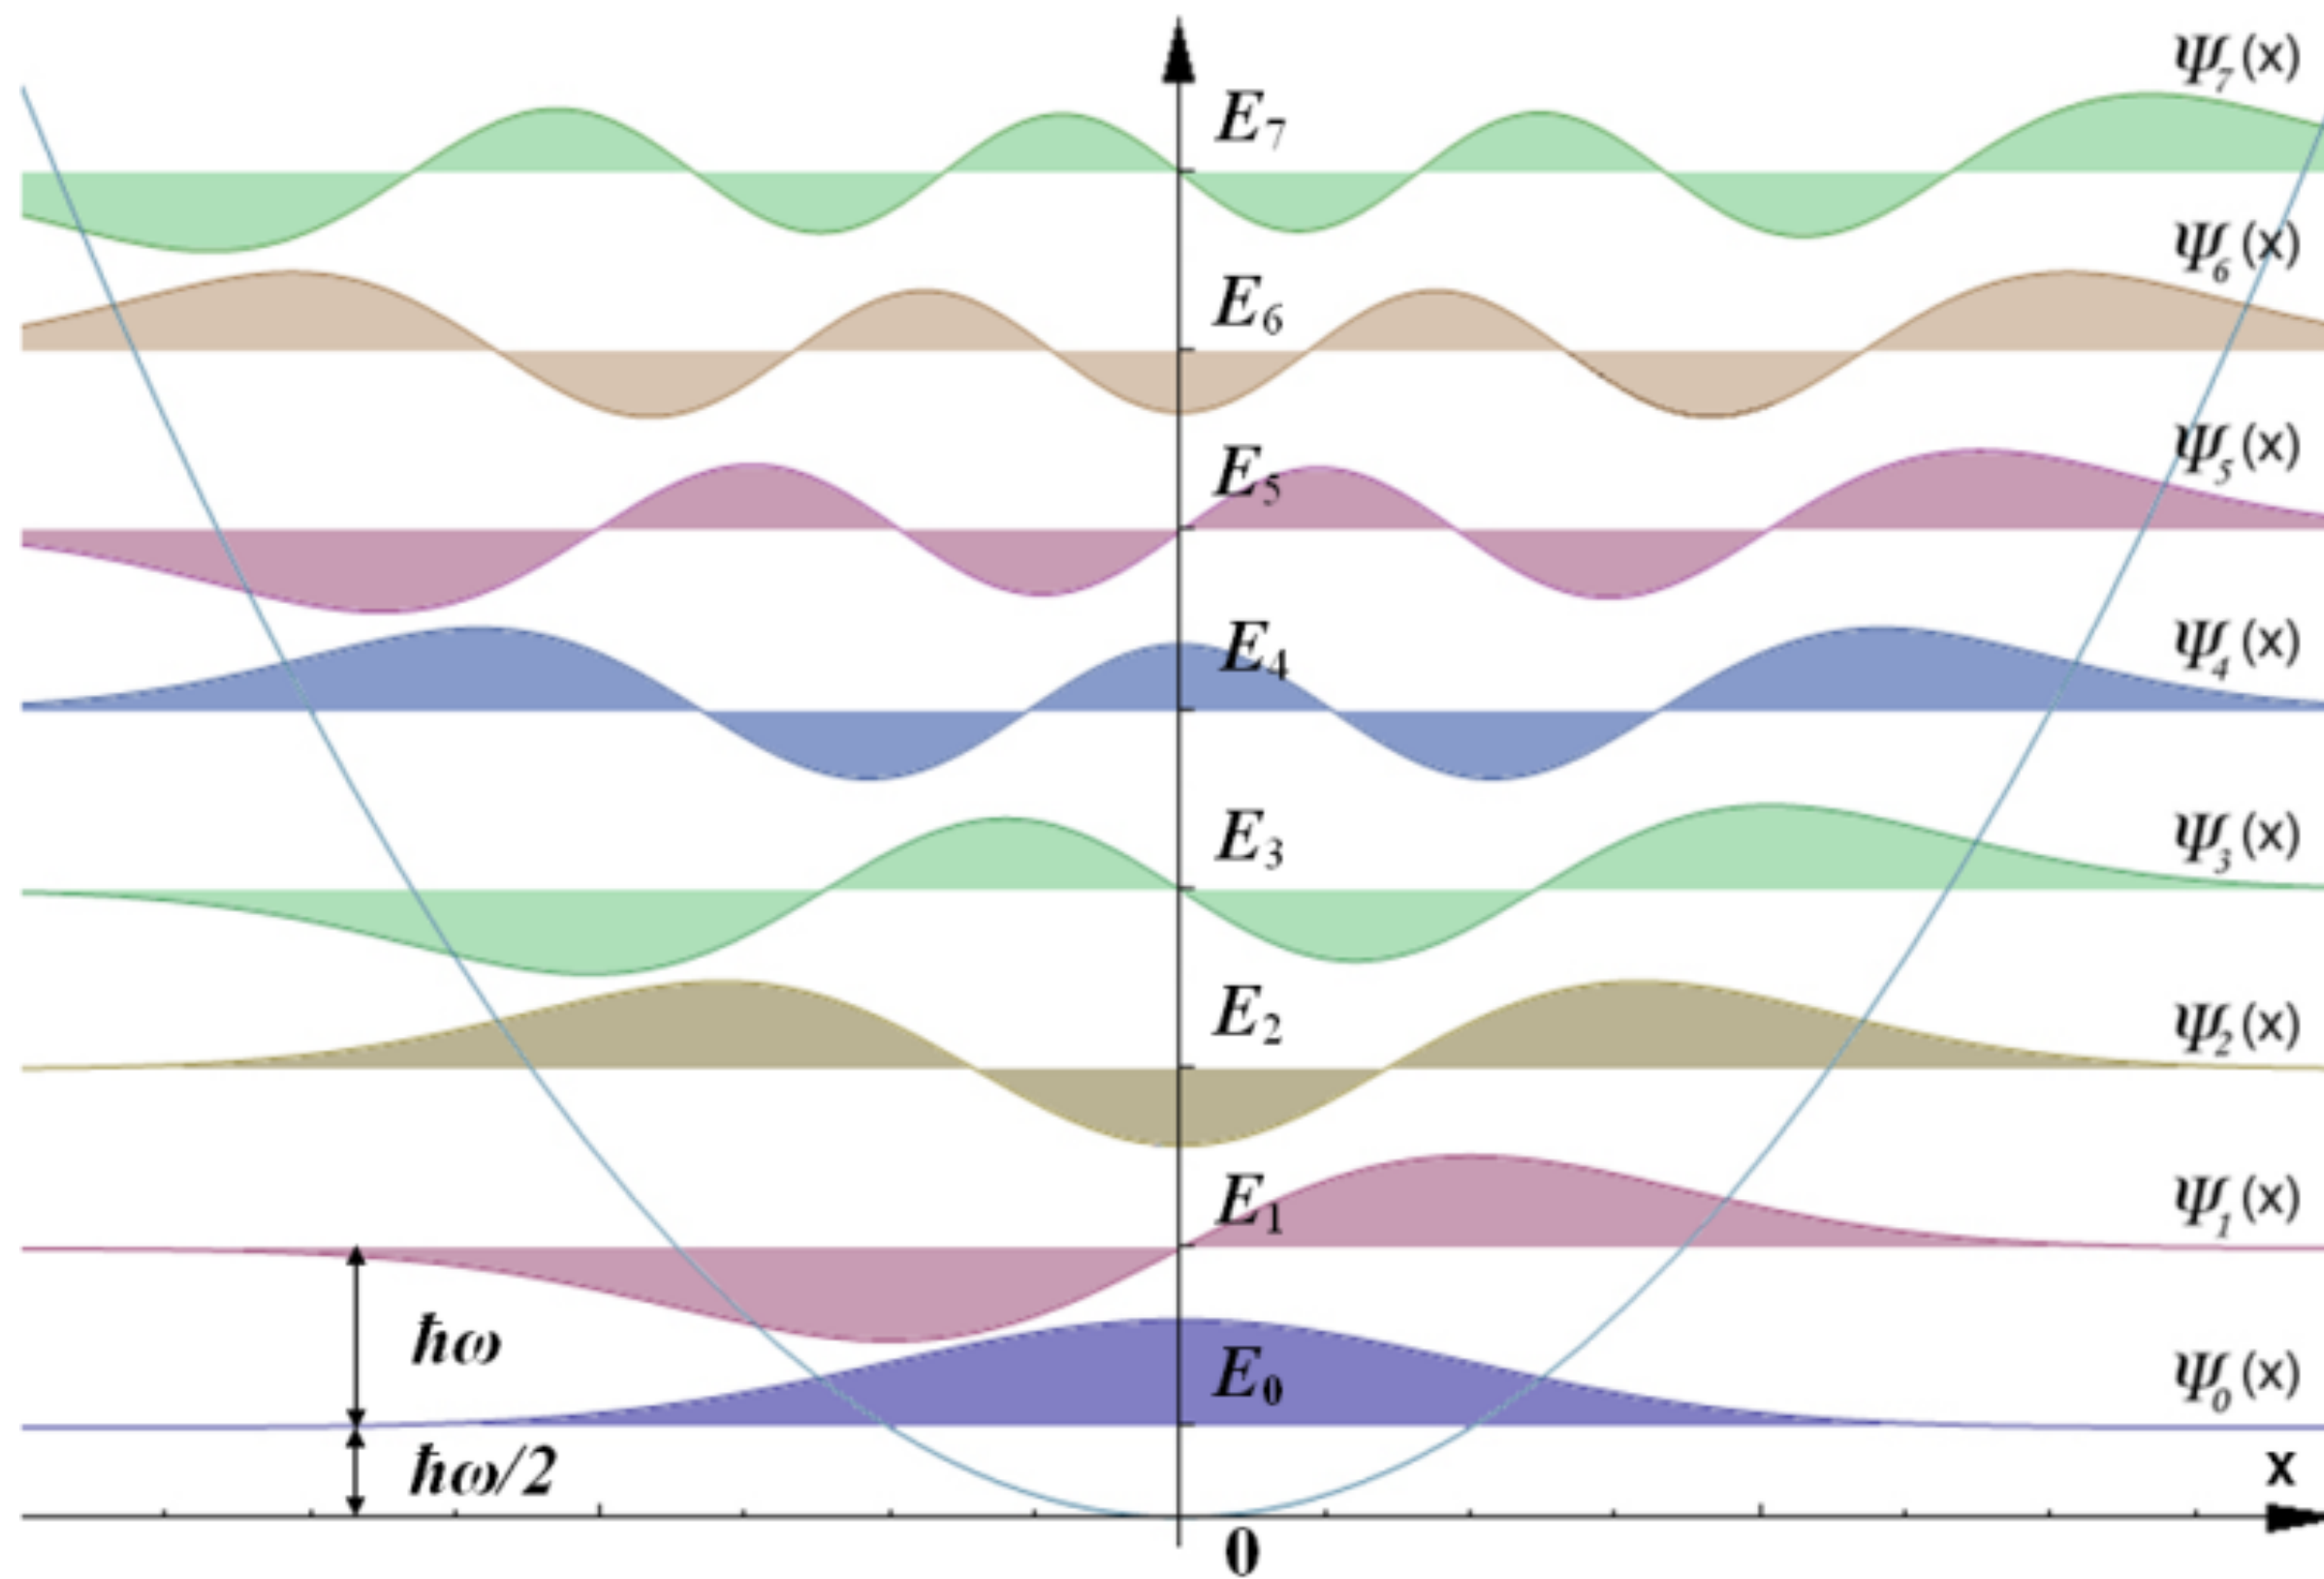 ψ₇(x)
E₇
ψ₆(x)
E₆
ψ₅(x)
E₅
ψ₄(x)
E₄
ψ₃(x)
E₃
ψ₂(x)
E₂
ψ₁(x)
E₁
ħω
E₀
ψ₀(x)
ħω/2
x
0